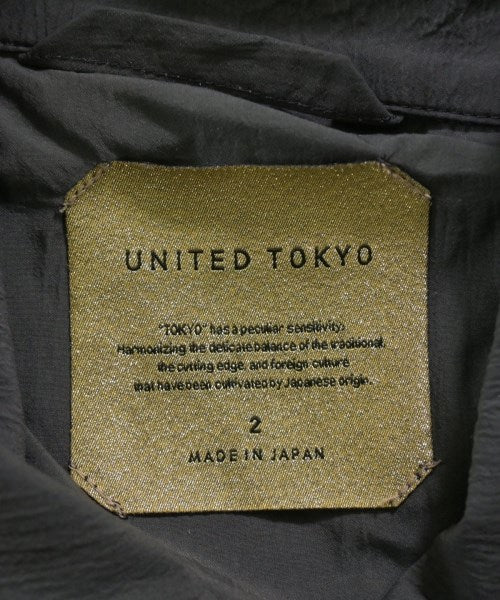 UNITED TOKYO
"TOKYO" has a peculiar sensitivity.
Harmonizing the delicate balance of the traditional,
the cutting edge, and foreign culture
that have been cultivated by Japanese origin.
2
MADE IN JAPAN